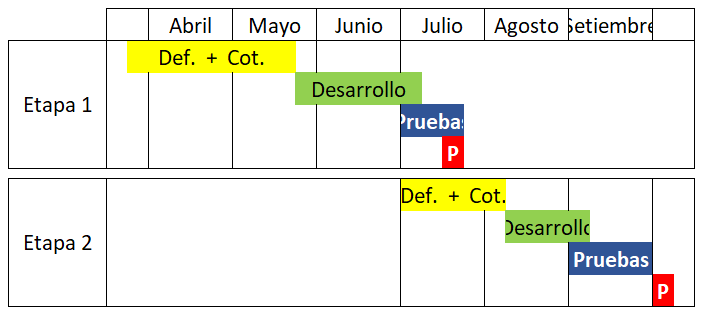 Abril Mayo Junio Julio Agosto Setiembre
Def. + Cot.
Desarrollo
Etapa 1
Pruebas
P
Def. + Cot.
Desarrollo
Etapa 2
Pruebas
P